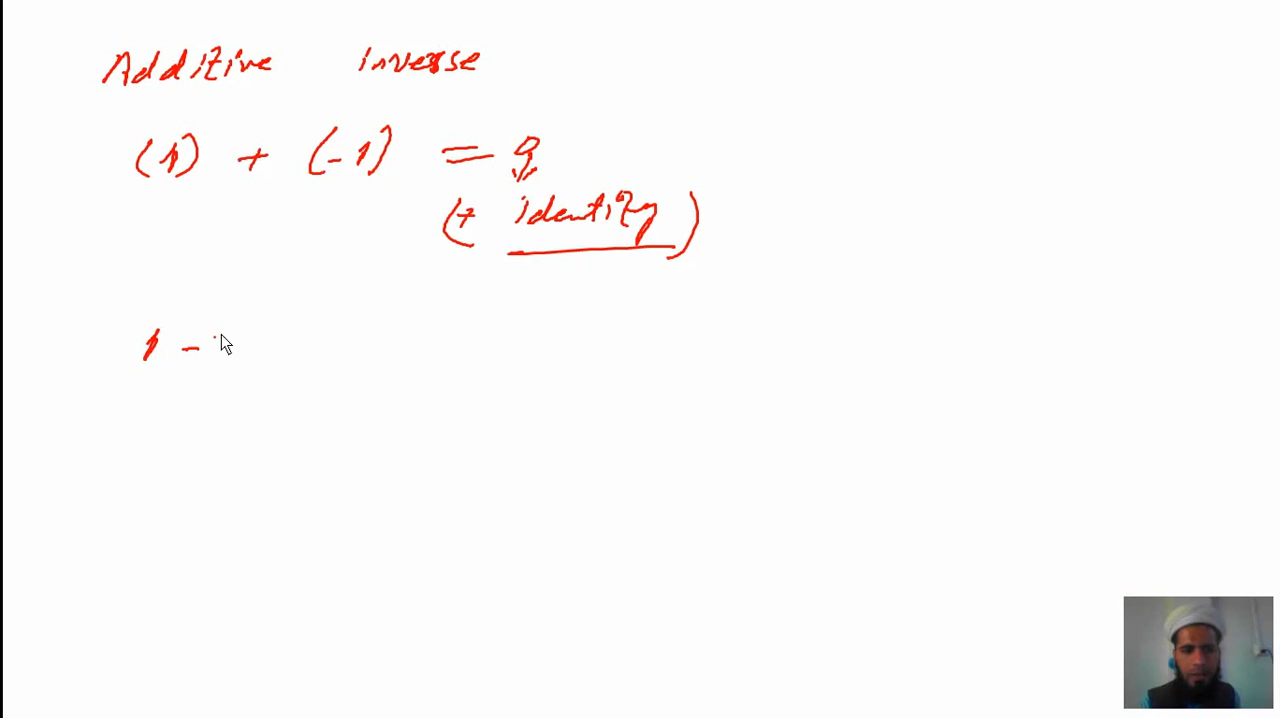 Additive inverse
(1) + (-1) = 0
(+ identity)
1 -